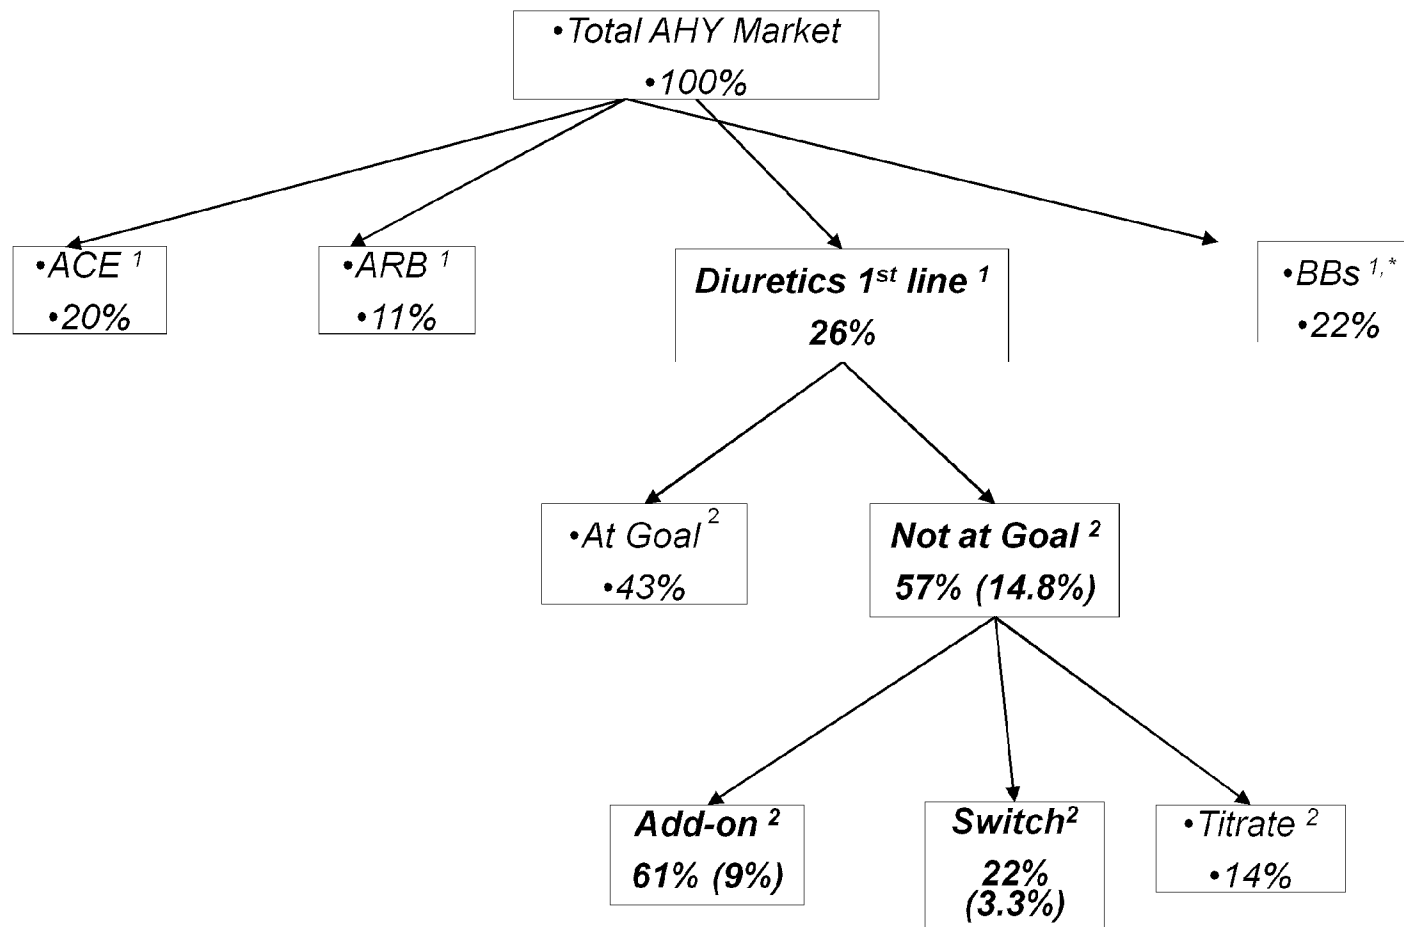 •Total AHY Market
•100%
•ACE 1
•20%
•ARB 1
•11%
Diuretics 1st line 1
26%
•BBs 1,*
•22%
•At Goal 2
•43%
Not at Goal 2
57% (14.8%)
Add-on 2
61% (9%)
Switch2
22%
(3.3%)
•Titrate 2
•14%